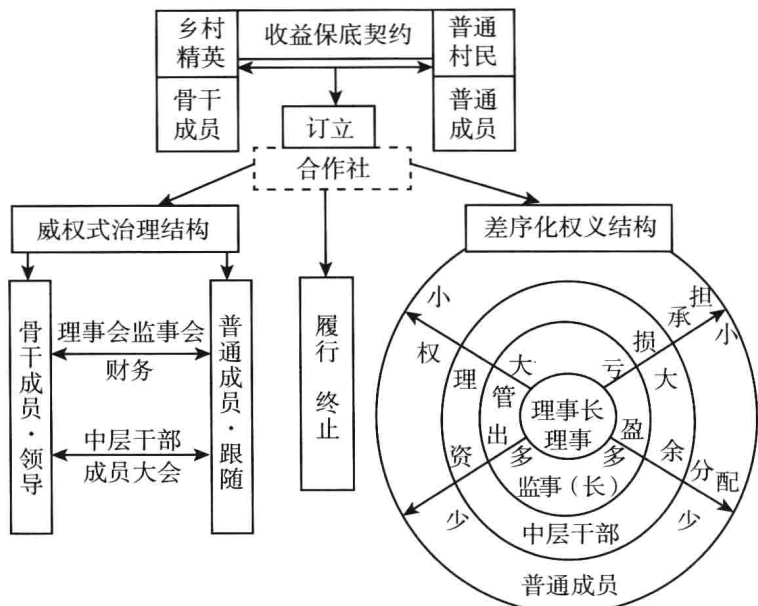 乡村
精英
收益保底契约
普通
村民
骨干
成员
订立
普通
成员
合作社
威权式治理结构
差序化权义结构
骨干成员·领导
理事会监事会
财务
中层干部
成员大会
普通成员·跟随
履行 终止
小 权 理 管 大
亏 损 大 承 担 小
理事长
理事
多 出 资 少
盈 多 余 分 配 少
监事（长）
中层干部
普通成员